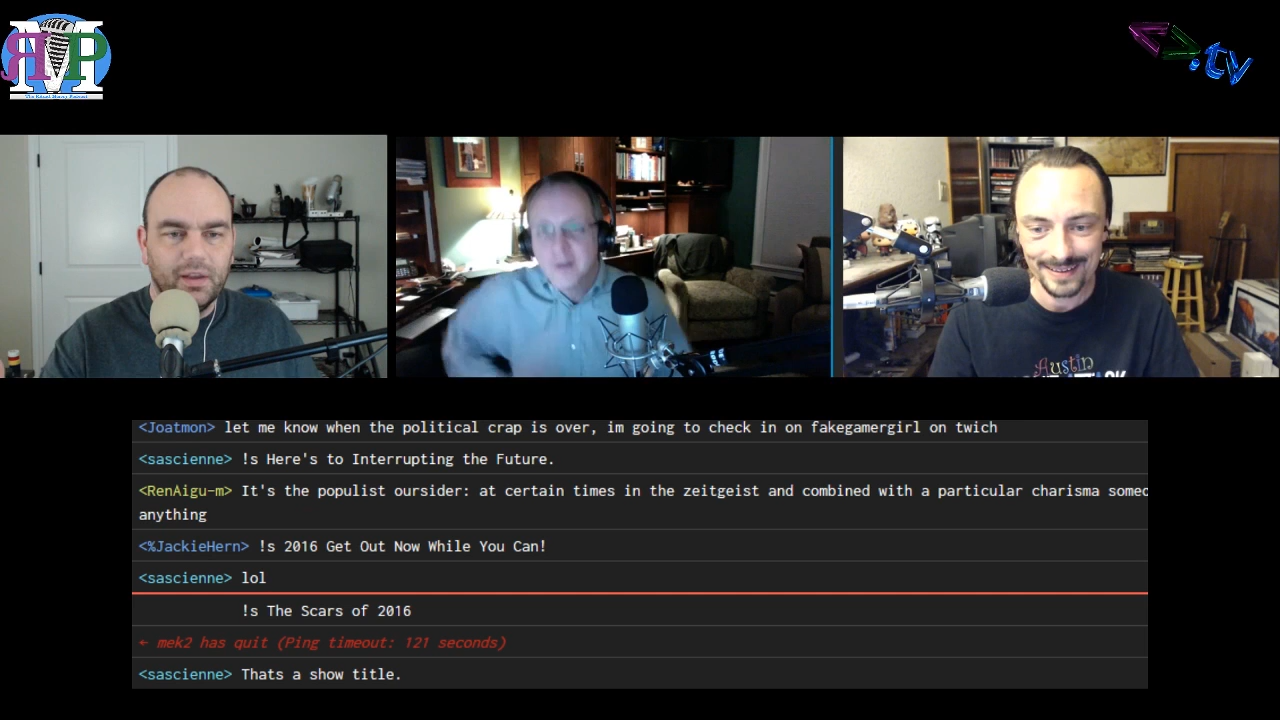 RMP
.tv
Austin
<Joatmon> let me know when the political crap is over, im going to check in on fakegamergirl on twich
<sascienne> !s Here's to Interrupting the Future.
<RenAigu-m> It's the populist oursider: at certain times in the zeitgeist and combined with a particular charisma someo
anything
<%JackieHern> !s 2016 Get Out Now While You Can!
<sascienne> lol
!s The Scars of 2016
← mek2 has quit (Ping timeout: 121 seconds)
<sascienne> Thats a show title.